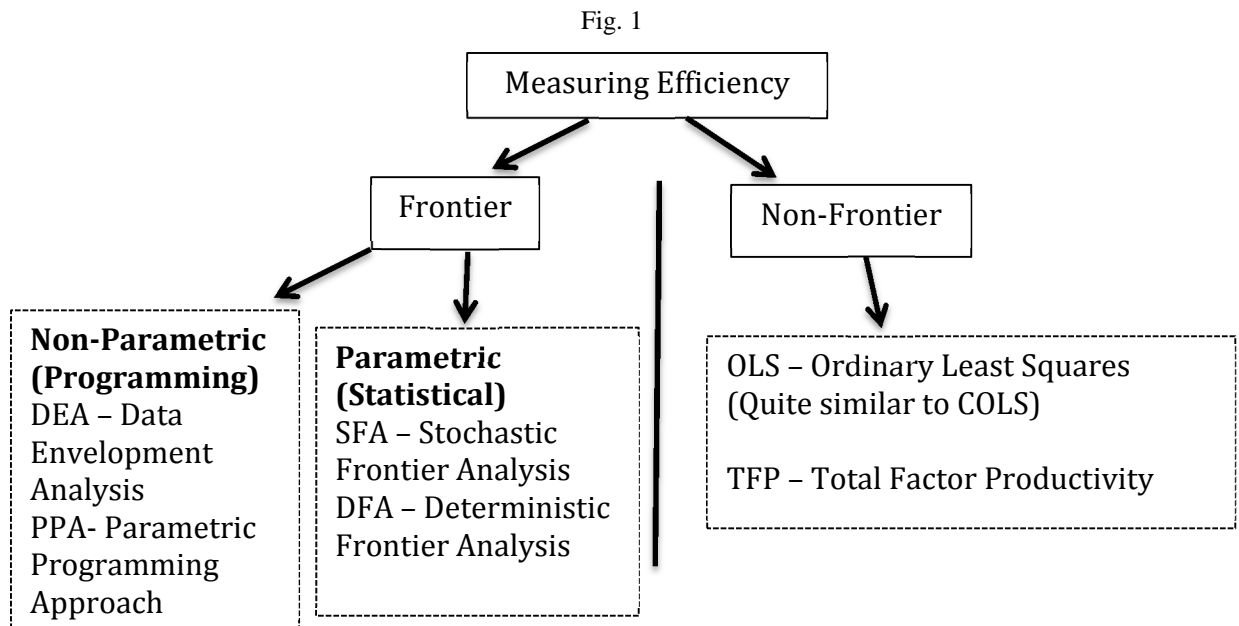 Fig. 1
Measuring Efficiency
Frontier
Non-Frontier
Non-Parametric
(Programming)
DEA – Data
Envelopment
Analysis
PPA- Parametric
Programming
Approach
Parametric
(Statistical)
SFA – Stochastic
Frontier Analysis
DFA – Deterministic
Frontier Analysis
OLS – Ordinary Least Squares
(Quite similar to COLS)
TFP – Total Factor Productivity